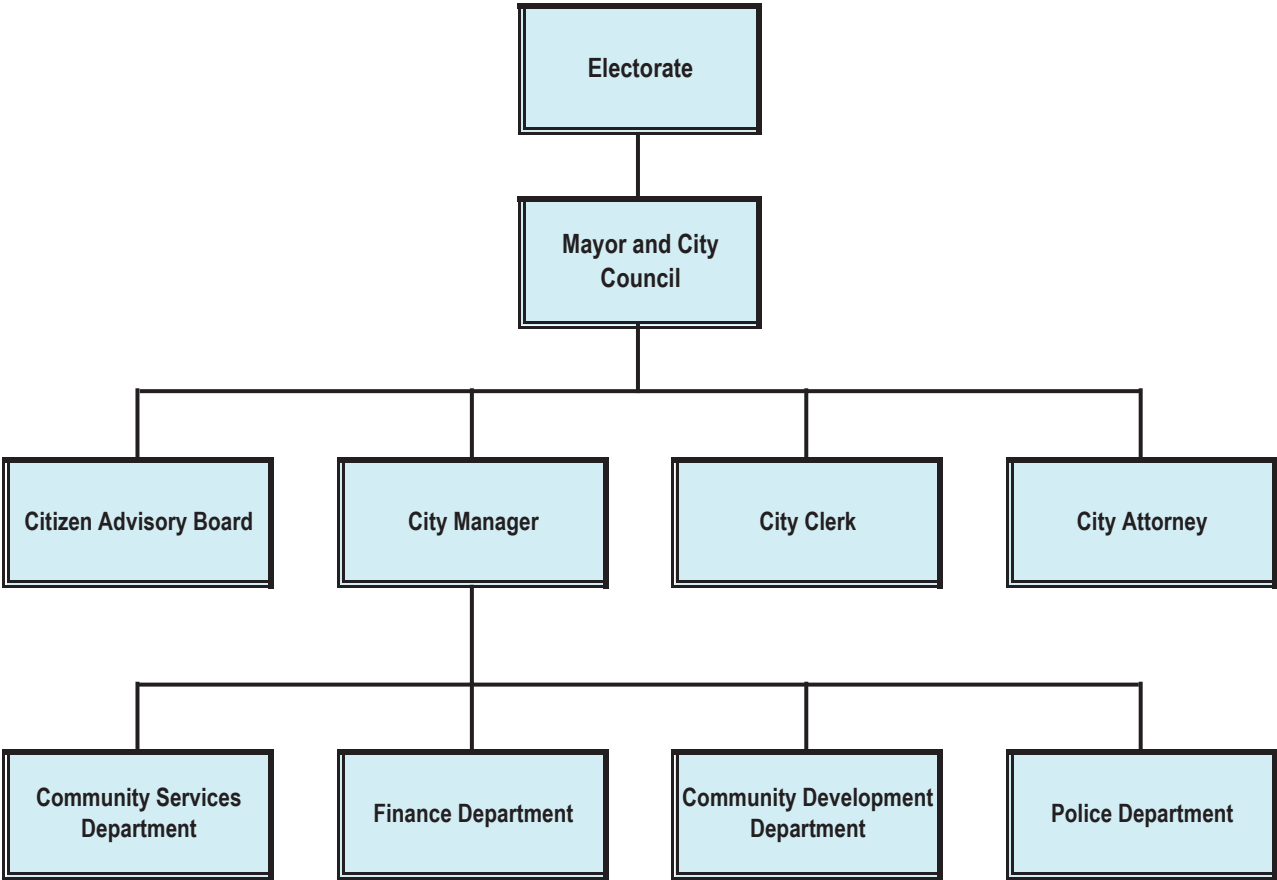 Electorate
Mayor and City
Council
Citizen Advisory Board
City Manager
City Clerk
City Attorney
Community Services
Department
Finance Department
Community Development
Department
Police Department